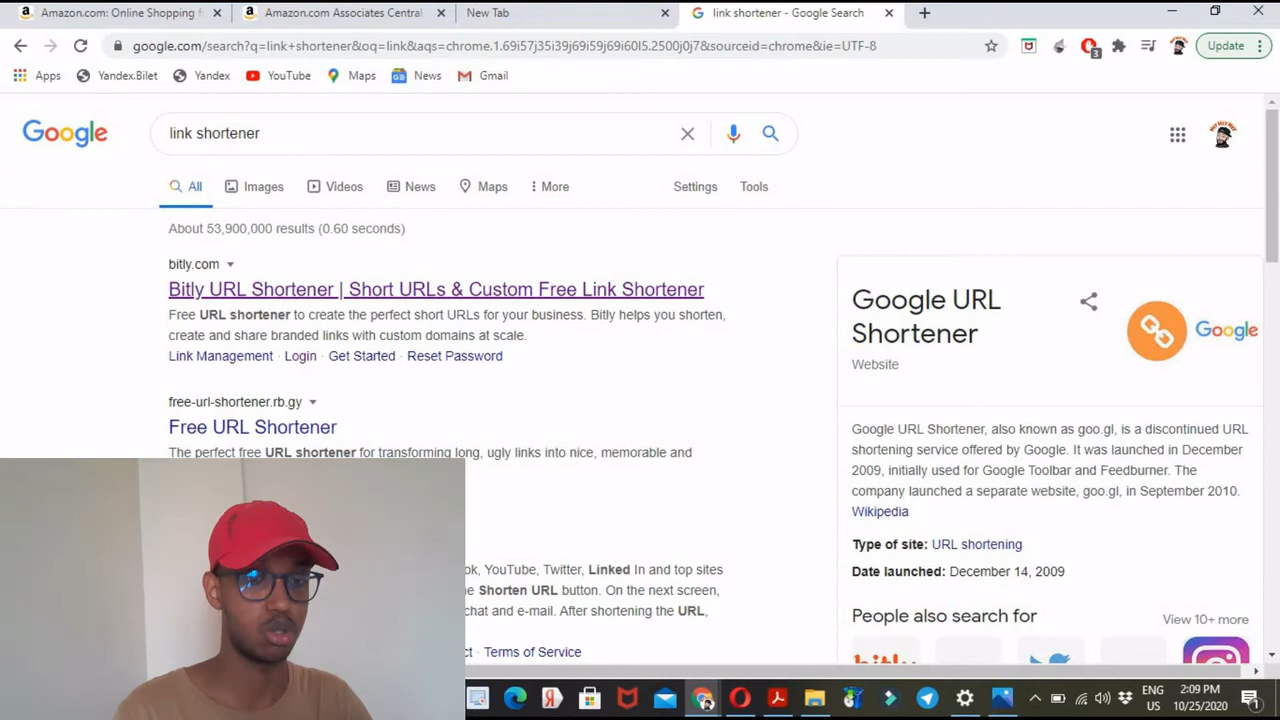 Amazon.com: Online Shopping f
Amazon.com Associates Central
New Tab
link shortener - Google Search
google.com/search?q=link+shortener&oq=link&aqs=chrome.1.69i57j35i39j69i59j69i60l5.2500j0j7&sourceid=chrome&ie=UTF-8
3
Update
Apps
Yandex.Bilet
Yandex
YouTube
Maps
News
Gmail
Google
link shortener
All
Images
Videos
News
Maps
More
Settings
Tools
About 53,900,000 results (0.60 seconds)
bitly.com
Bitly URL Shortener | Short URLs & Custom Free Link Shortener
Free URL shortener to create the perfect short URLs for your business. Bitly helps you shorten,
create and share branded links with custom domains at scale.
Link Management · Login · Get Started · Reset Password
free-url-shortener.rb.gy
Free URL Shortener
The perfect free URL shortener for transforming long, ugly links into nice, memorable and
ok, YouTube, Twitter, Linked In and top sites
he Shorten URL button. On the next screen,
chat and e-mail. After shortening the URL,
ct · Terms of Service
Google URL
Shortener
Website
Google
Google URL Shortener, also known as goo.gl, is a discontinued URL
shortening service offered by Google. It was launched in December
2009, initially used for Google Toolbar and Feedburner. The
company launched a separate website, goo.gl, in September 2010.
Wikipedia
Type of site: URL shortening
Date launched: December 14, 2009
People also search for
View 10+ more
bitly
ENG
US
2:09 PM
10/25/2020
1